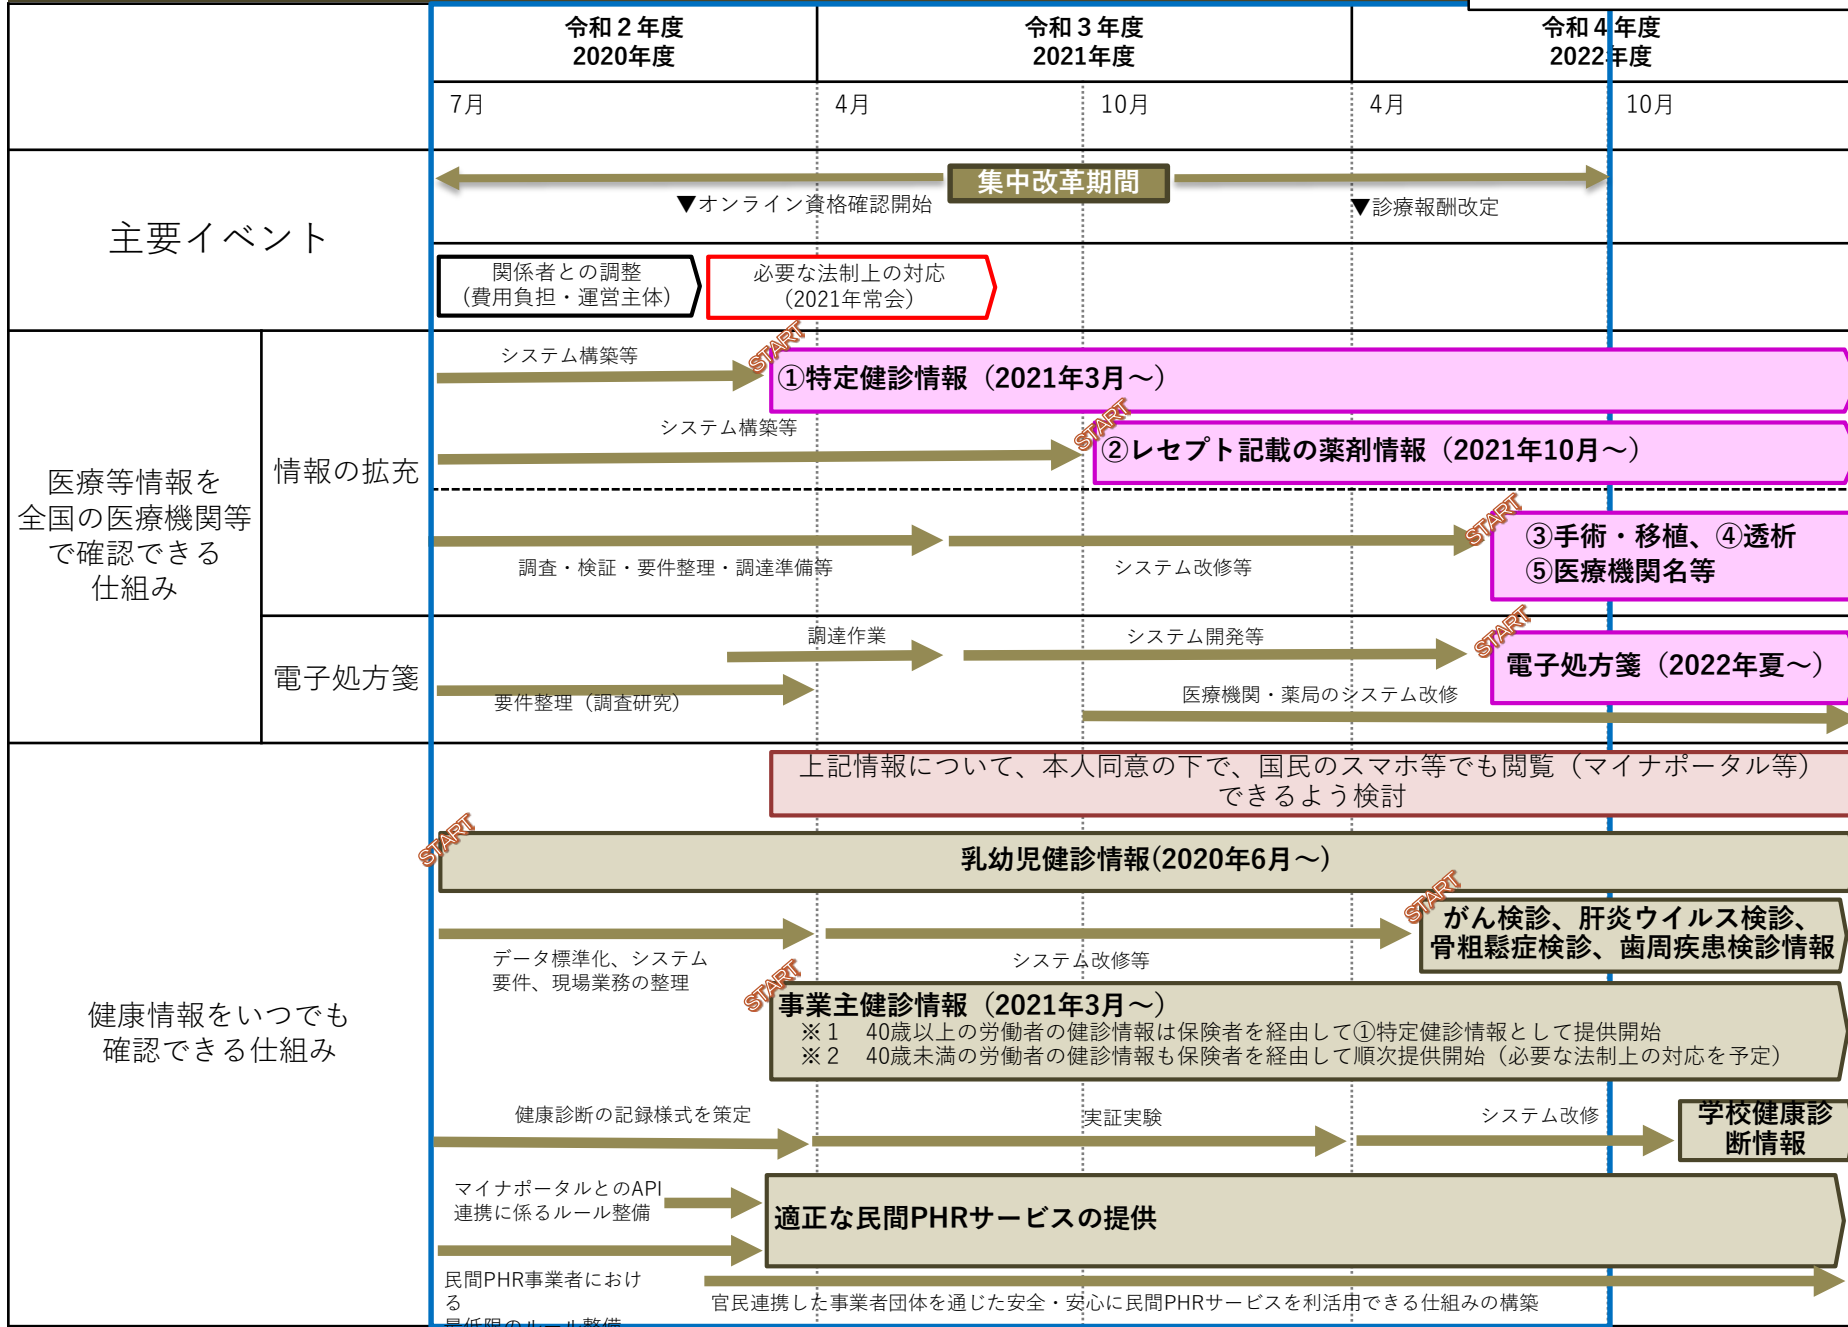 令和２年度
2020年度
令和３年度
2021年度
令和４年度
2022年度
7月
4月
10月
4月
10月
主要イベント
集中改革期間
▼オンライン資格確認開始
▼診療報酬改定
関係者との調整
(費用負担・運営主体)
必要な法制上の対応
(2021年常会)
医療等情報を
全国の医療機関等
で確認できる
仕組み
情報の拡充
システム構築等
START
①特定健診情報（2021年3月～）
システム構築等
START
②レセプト記載の薬剤情報（2021年10月～）
調査・検証・要件整理・調達準備等
システム改修等
START
③手術・移植、④透析
⑤医療機関名等
電子処方箋
調達作業
システム開発等
START
電子処方箋（2022年夏～）
要件整理（調査研究）
医療機関・薬局のシステム改修
健康情報をいつでも
確認できる仕組み
上記情報について、本人同意の下で、国民のスマホ等でも閲覧（マイナポータル等）
できるよう検討
START
乳幼児健診情報(2020年6月～)
データ標準化、システム
要件、現場業務の整理
システム改修等
START
がん検診、肝炎ウイルス検診、
骨粗鬆症検診、歯周疾患検診情報
START
事業主健診情報（2021年3月～）
※１　40歳以上の労働者の健診情報は保険者を経由して①特定健診情報として提供開始
※２　40歳未満の労働者の健診情報も保険者を経由して順次提供開始（必要な法制上の対応を予定）
健康診断の記録様式を策定
実証実験
システム改修
学校健康診
断情報
マイナポータルとのAPI
連携に係るルール整備
適正な民間PHRサービスの提供
民間PHR事業者におけ
る
最低限のルール整備
官民連携した事業者団体を通じた安全・安心に民間PHRサービスを利活用できる仕組みの構築